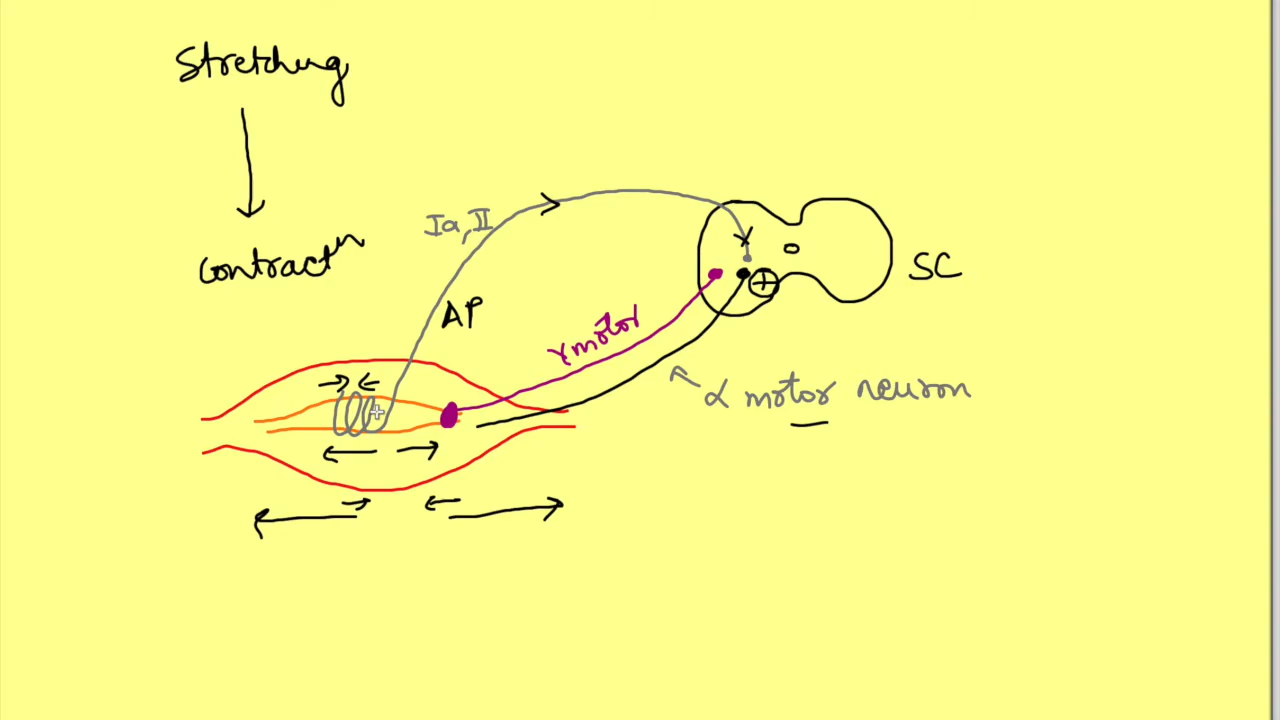 Stretching
contractⁿ
Ia, II
AP
γ motor
SC
α motor neuron